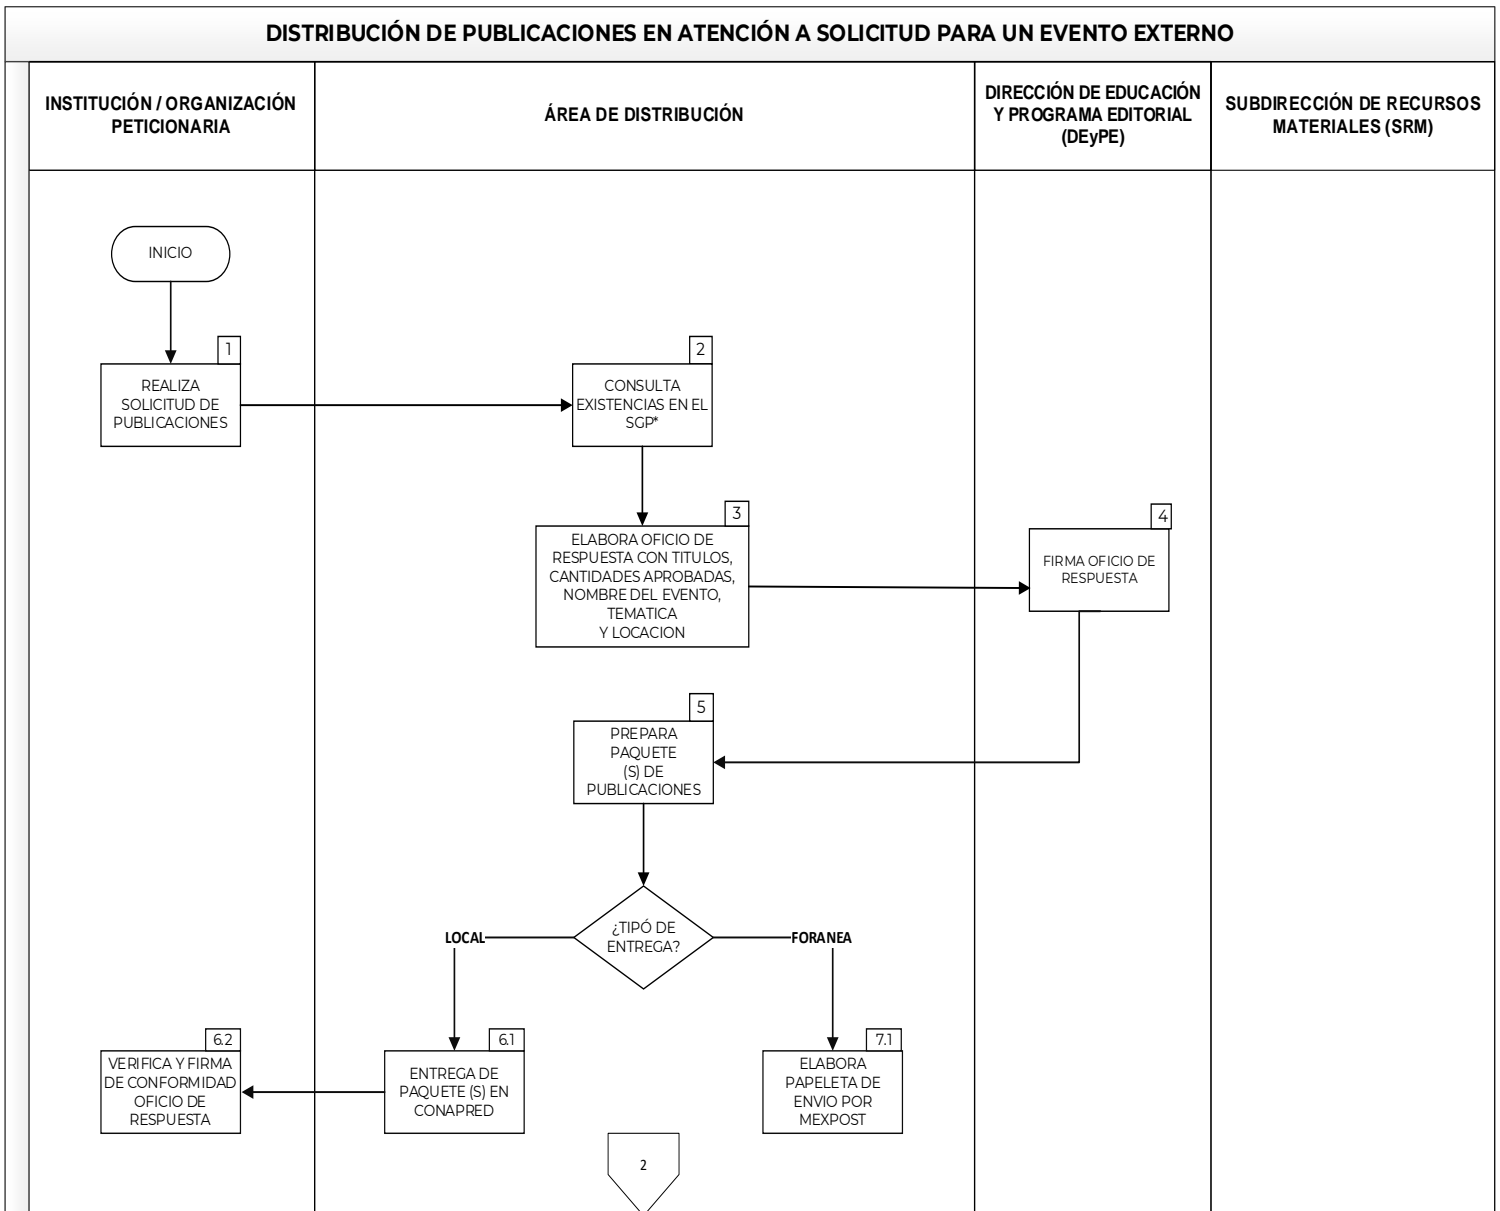 DISTRIBUCIÓN DE PUBLICACIONES EN ATENCIÓN A SOLICITUD PARA UN EVENTO EXTERNO
INSTITUCIÓN / ORGANIZACIÓN
PETICIONARIA
ÁREA DE DISTRIBUCIÓN
DIRECCIÓN DE EDUCACIÓN
Y PROGRAMA EDITORIAL
(DEyPE)
SUBDIRECCIÓN DE RECURSOS
MATERIALES (SRM)
INICIO
1
REALIZA
SOLICITUD DE
PUBLICACIONES
2
CONSULTA
EXISTENCIAS EN EL
SGP*
3
ELABORA OFICIO DE
RESPUESTA CON TITULOS,
CANTIDADES APROBADAS,
NOMBRE DEL EVENTO,
TEMATICA
Y LOCACION
4
FIRMA OFICIO DE
RESPUESTA
5
PREPARA
PAQUETE
(S) DE
PUBLICACIONES
¿TIPÓ DE
ENTREGA?
LOCAL
FORANEA
6.2
VERIFICA Y FIRMA
DE CONFORMIDAD
OFICIO DE
RESPUESTA
6.1
ENTREGA DE
PAQUETE (S) EN
CONAPRED
7.1
ELABORA
PAPELETA DE
ENVIO POR
MEXPOST
2